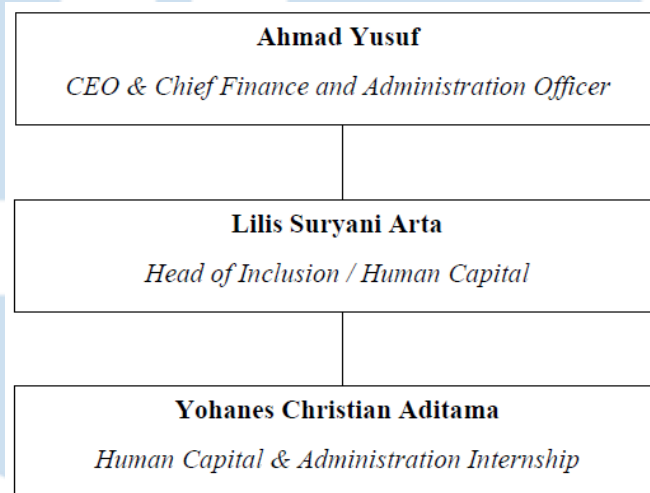 Ahmad Yusuf
CEO & Chief Finance and Administration Officer
Lilis Suryani Arta
Head of Inclusion / Human Capital
Yohanes Christian Aditama
Human Capital & Administration Internship